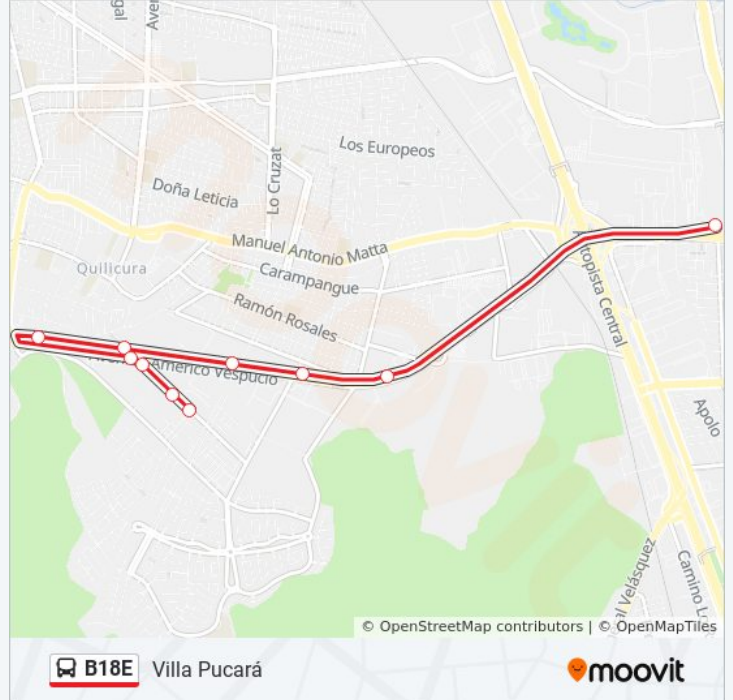 Los Europeos
Doña Leticia
Lo Cruzat
Manuel Antonio Matta
Quilicura
Carampangue
Ramón Rosales
Autopista Central
Américo Vespucio
Apolo
© OpenStreetMap contributors | © OpenMapTiles
B18E Villa Pucará
moovit